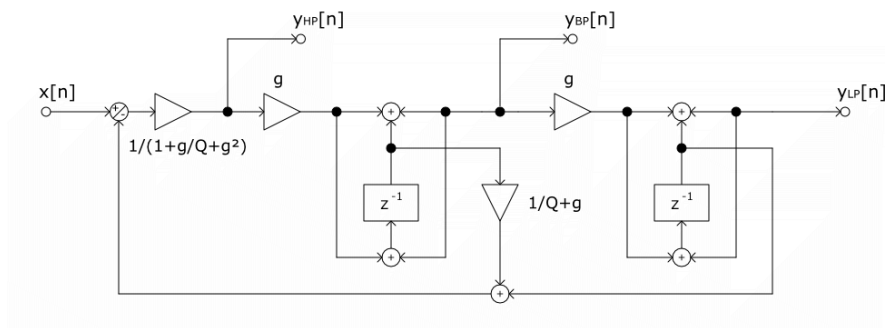 yHP[n]
yBP[n]
x[n]
g
g
yLP[n]
+
-
+
+
1/(1+g/Q+g²)
z⁻¹
1/Q+g
z⁻¹
+
+
+